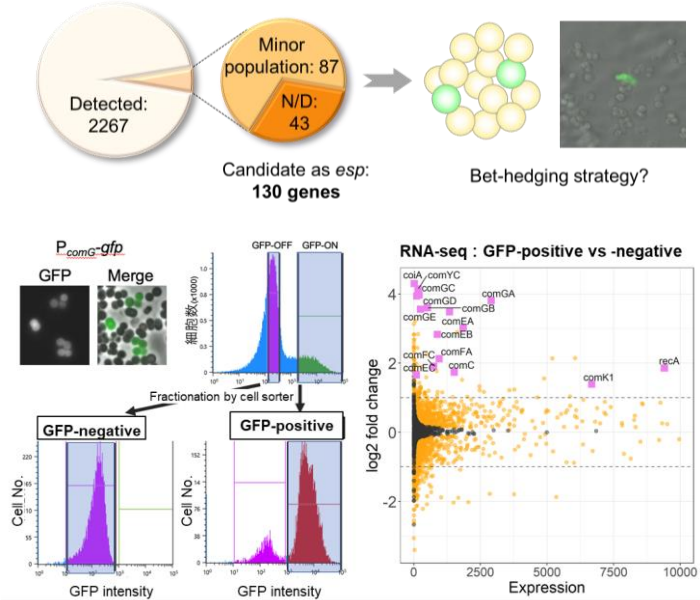 Detected:
2267
Minor
population: 87
N/D:
43
Candidate as esp:
130 genes
Bet-hedging strategy?
PcomG-gfp
GFP
Merge
GFP-OFF
GFP-ON
細胞数(x1000)
Fractionation by cell sorter
GFP-negative
GFP-positive
Cell No.
GFP intensity
Cell No.
GFP intensity
RNA-seq : GFP-positive vs -negative
coiA
comYC
comGC
comGA
comGD
comGB
comGE
comEA
comEB
comFC
comFA
comEC
comC
recA
comK1
log2 fold change
4
2
0
-2
0
2500
5000
7500
10000
Expression